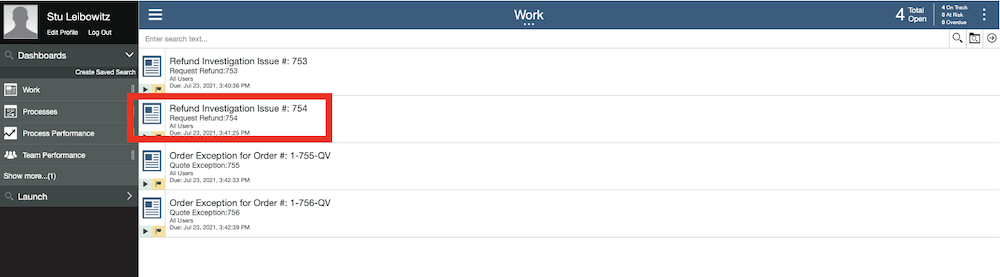 Stu Leibowitz
Edit Profile Log Out
Dashboards
Create Saved Search
Work
Processes
Process Performance
Team Performance
Show more...(1)
Launch
Work
4 Total Open
4 On Track
0 At Risk
0 Overdue
Enter search text...
Refund Investigation Issue #: 753
Request Refund:753
All Users
Due: Jul 23, 2021, 3:40:36 PM
Refund Investigation Issue #: 754
Request Refund:754
All Users
Due: Jul 23, 2021, 3:41:25 PM
Order Exception for Order #: 1-755-QV
Quote Exception:755
All Users
Due: Jul 23, 2021, 3:42:33 PM
Order Exception for Order #: 1-756-QV
Quote Exception:756
All Users
Due: Jul 23, 2021, 3:42:39 PM